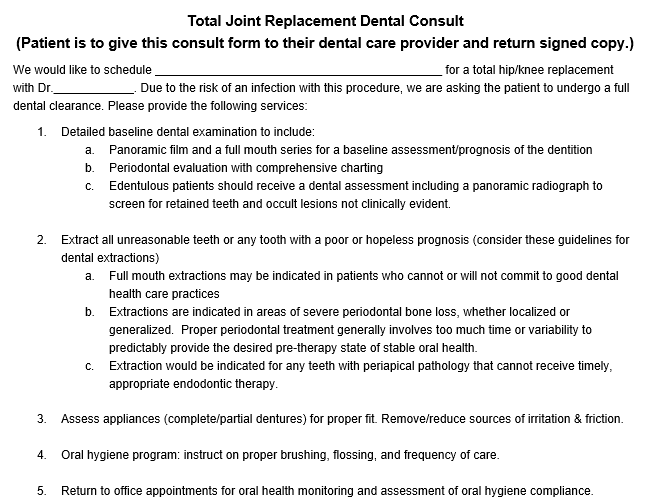 Total Joint Replacement Dental Consult
(Patient is to give this consult form to their dental care provider and return signed copy.)
We would like to schedule ____________________________________________ for a total hip/knee replacement
with Dr.____________. Due to the risk of an infection with this procedure, we are asking the patient to undergo a full
dental clearance. Please provide the following services:
1. Detailed baseline dental examination to include:
a. Panoramic film and a full mouth series for a baseline assessment/prognosis of the dentition
b. Periodontal evaluation with comprehensive charting
c. Edentulous patients should receive a dental assessment including a panoramic radiograph to
screen for retained teeth and occult lesions not clinically evident.
2. Extract all unreasonable teeth or any tooth with a poor or hopeless prognosis (consider these guidelines for
dental extractions)
a. Full mouth extractions may be indicated in patients who cannot or will not commit to good dental
health care practices
b. Extractions are indicated in areas of severe periodontal bone loss, whether localized or
generalized. Proper periodontal treatment generally involves too much time or variability to
predictably provide the desired pre-therapy state of stable oral health.
c. Extraction would be indicated for any teeth with periapical pathology that cannot receive timely,
appropriate endodontic therapy.
3. Assess appliances (complete/partial dentures) for proper fit. Remove/reduce sources of irritation & friction.
4. Oral hygiene program: instruct on proper brushing, flossing, and frequency of care.
5. Return to office appointments for oral health monitoring and assessment of oral hygiene compliance.